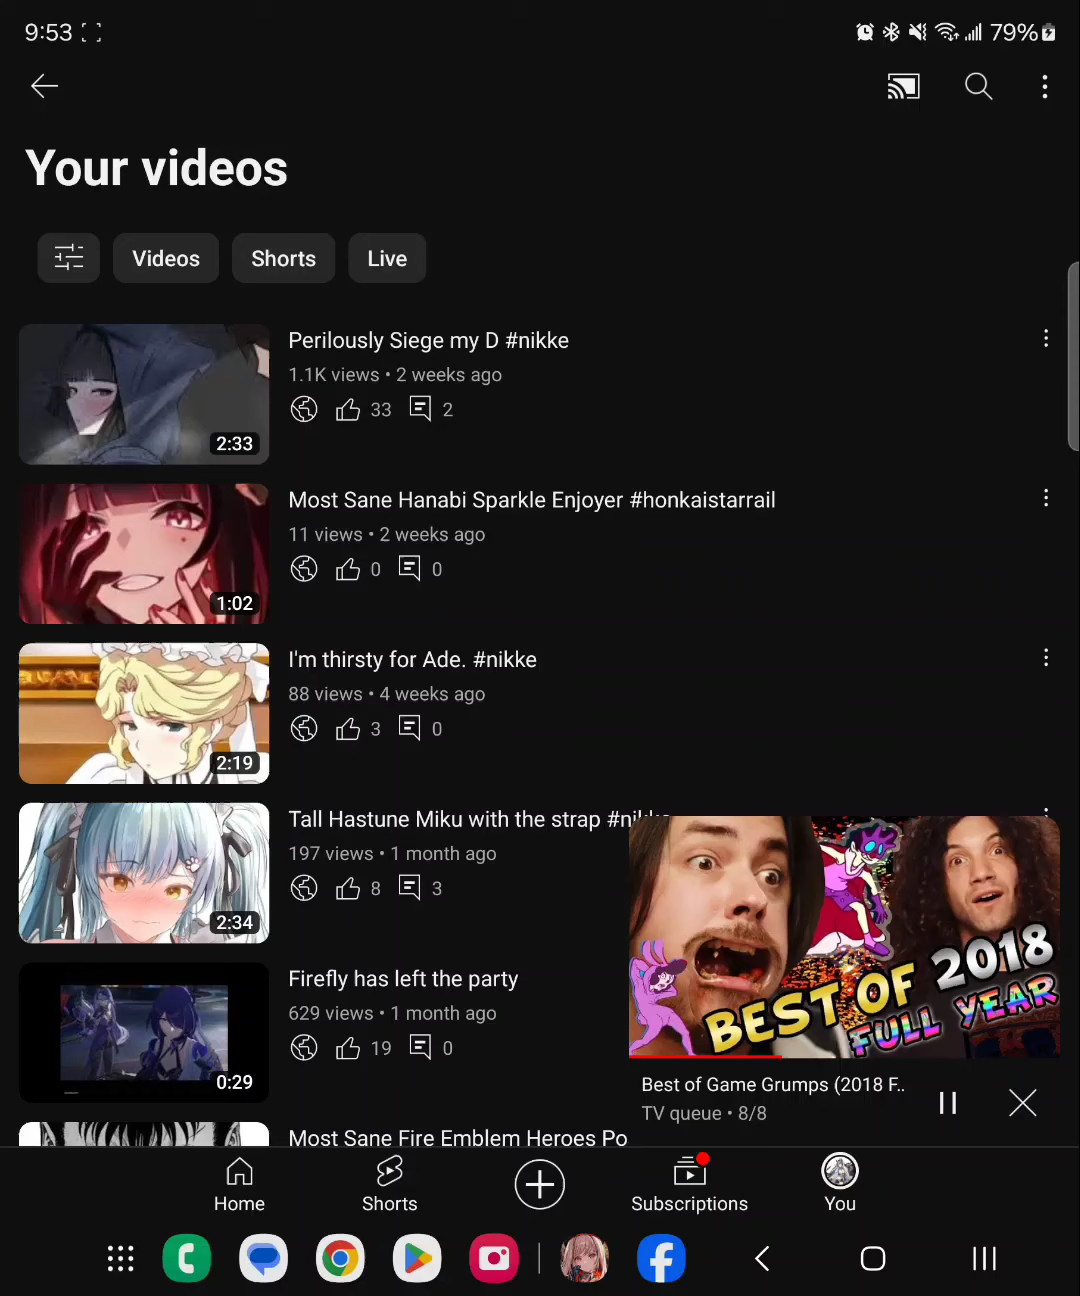 9:53
79%
Your videos
Videos
Shorts
Live
Perilously Siege my D #nikke
1.1K views • 2 weeks ago
33
2
2:33
Most Sane Hanabi Sparkle Enjoyer #honkaistarrail
11 views • 2 weeks ago
0
0
1:02
I'm thirsty for Ade. #nikke
88 views • 4 weeks ago
3
0
2:19
Tall Hastune Miku with the strap #nikke
197 views • 1 month ago
8
3
2:34
Firefly has left the party
629 views • 1 month ago
19
0
0:29
BEST OF 2018
FULL YEAR
Best of Game Grumps (2018 F..
TV queue • 8/8
Most Sane Fire Emblem Heroes Po
Home
Shorts
Subscriptions
You